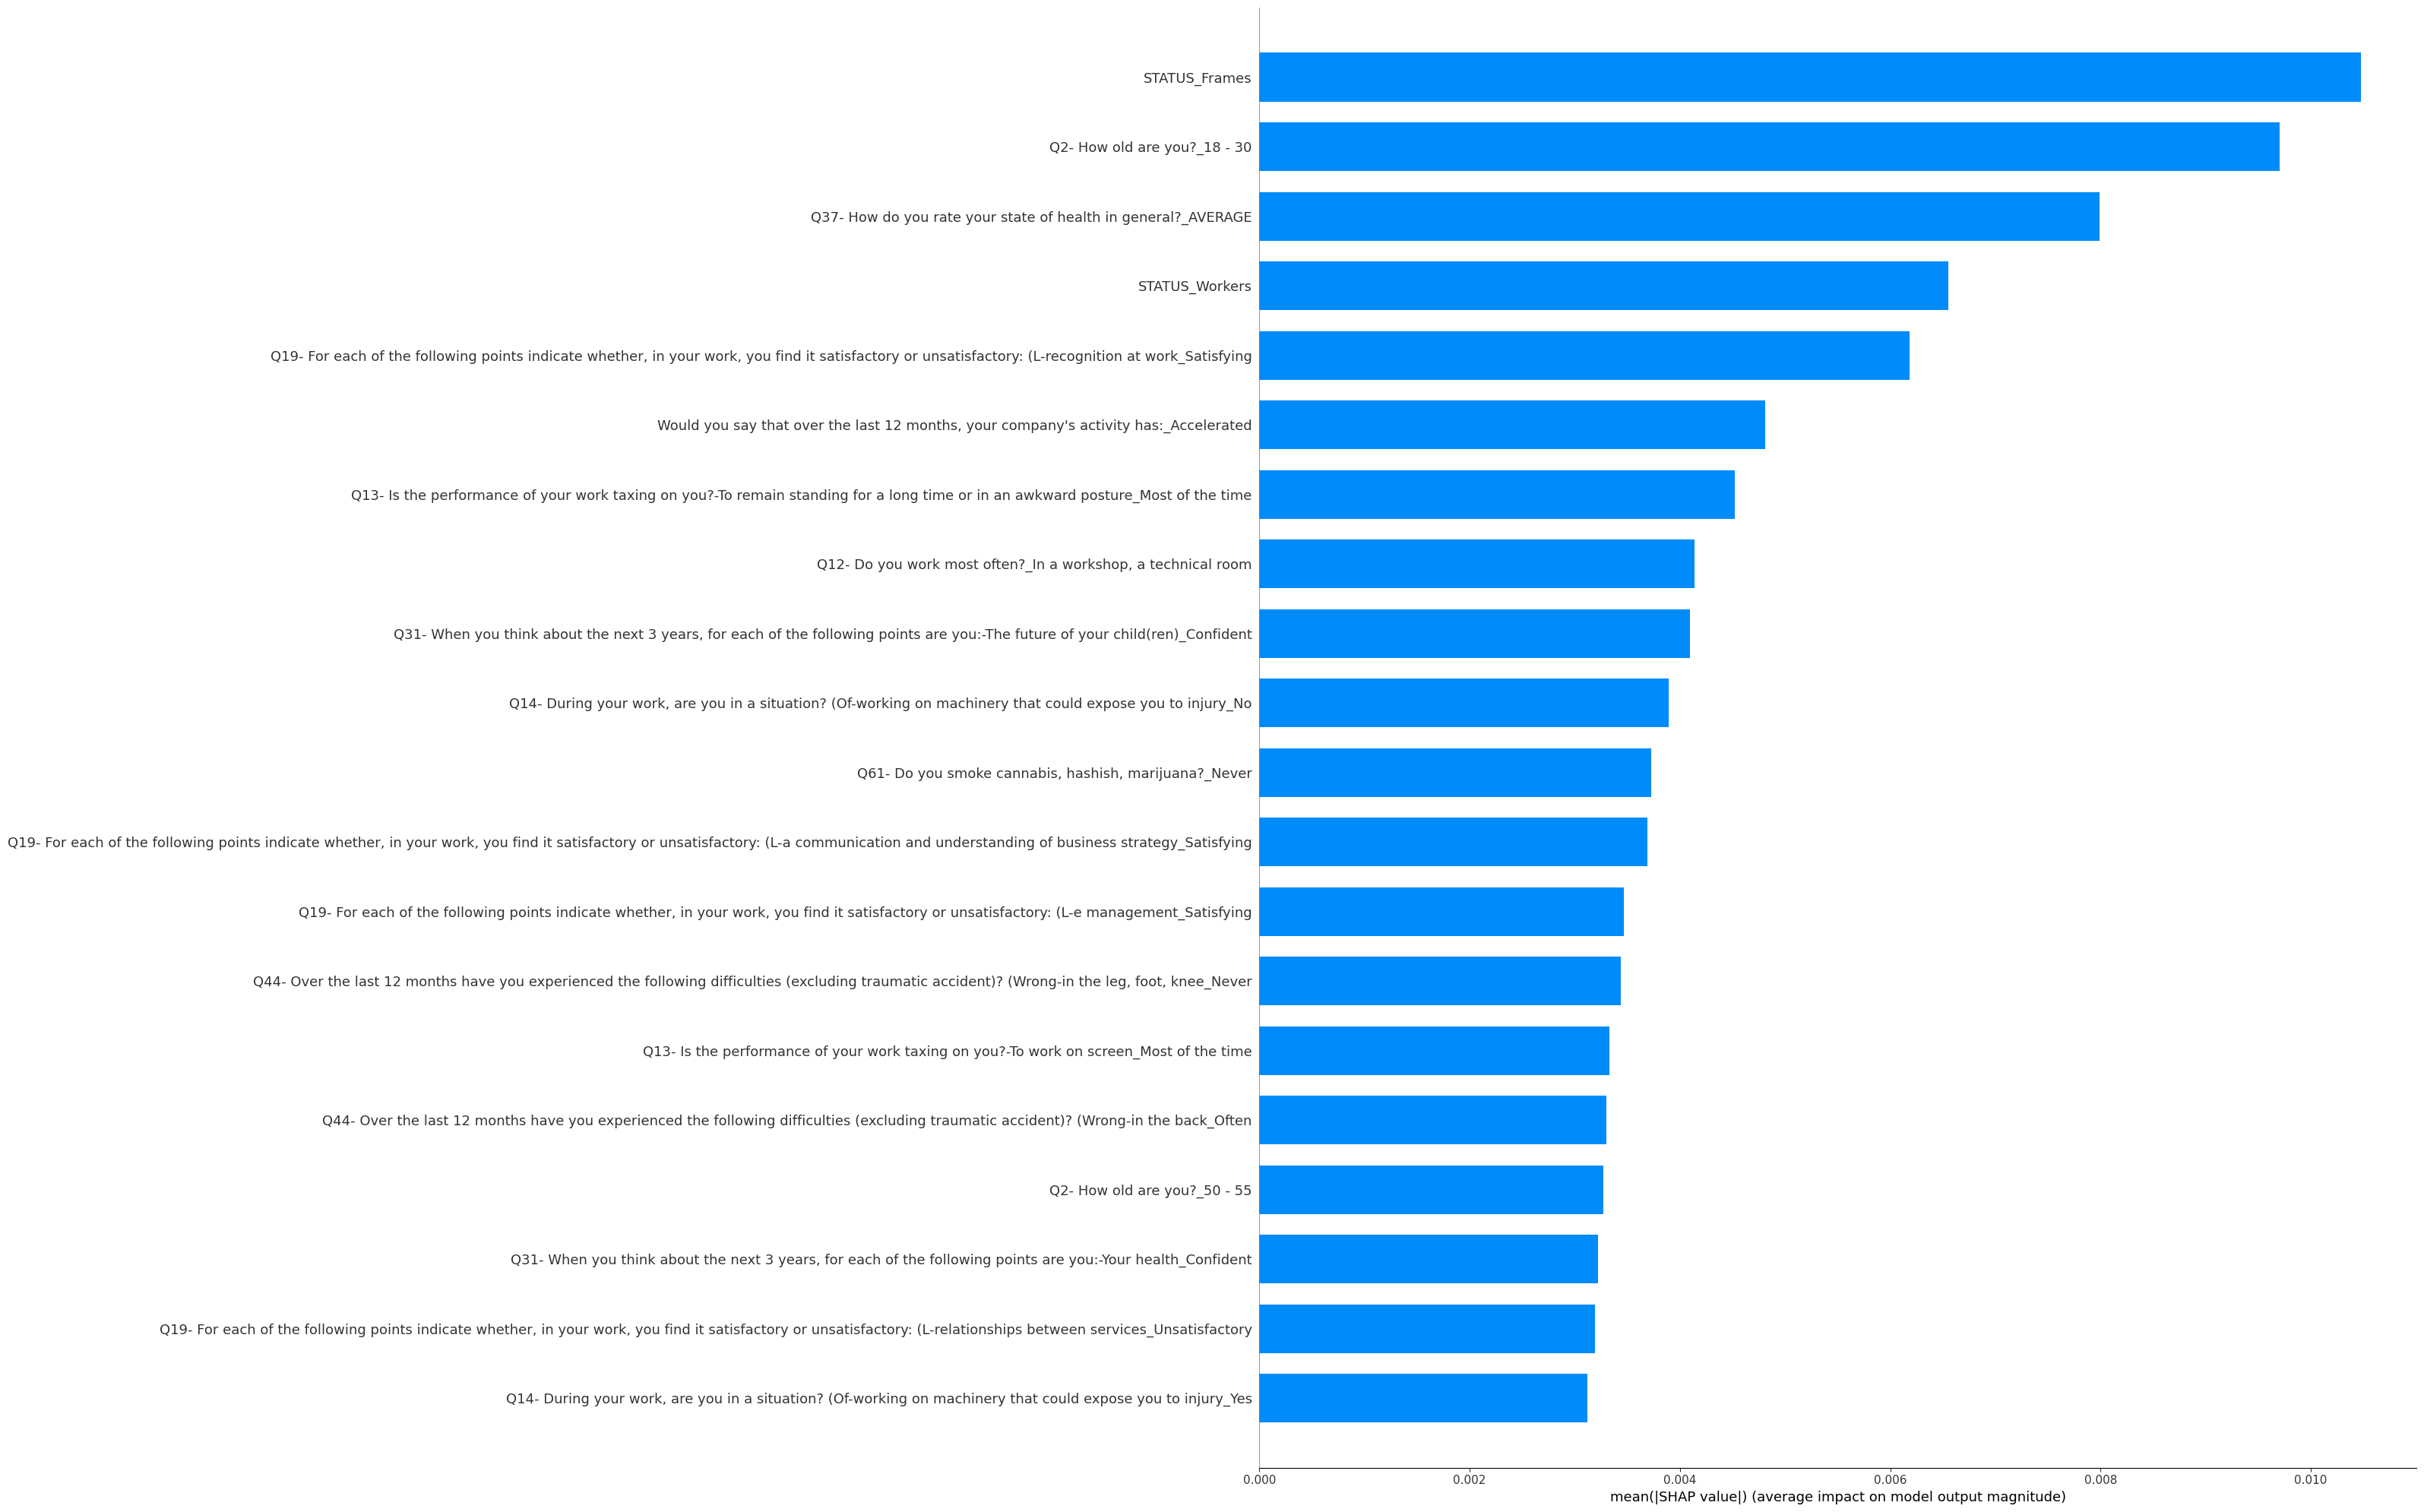 STATUS_Frames
Q2- How old are you?_18 - 30
Q37- How do you rate your state of health in general?_AVERAGE
STATUS_Workers
Q19- For each of the following points indicate whether, in your work, you find it satisfactory or unsatisfactory: (L-recognition at work_Satisfying
Would you say that over the last 12 months, your company's activity has:_Accelerated
Q13- Is the performance of your work taxing on you?-To remain standing for a long time or in an awkward posture_Most of the time
Q12- Do you work most often?_In a workshop, a technical room
Q31- When you think about the next 3 years, for each of the following points are you:-The future of your child(ren)_Confident
Q14- During your work, are you in a situation? (Of-working on machinery that could expose you to injury_No
Q61- Do you smoke cannabis, hashish, marijuana?_Never
Q19- For each of the following points indicate whether, in your work, you find it satisfactory or unsatisfactory: (L-a communication and understanding of business strategy_Satisfying
Q19- For each of the following points indicate whether, in your work, you find it satisfactory or unsatisfactory: (L-e management_Satisfying
Q44- Over the last 12 months have you experienced the following difficulties (excluding traumatic accident)? (Wrong-in the leg, foot, knee_Never
Q13- Is the performance of your work taxing on you?-To work on screen_Most of the time
Q44- Over the last 12 months have you experienced the following difficulties (excluding traumatic accident)? (Wrong-in the back_Often
Q2- How old are you?_50 - 55
Q31- When you think about the next 3 years, for each of the following points are you:-Your health_Confident
Q19- For each of the following points indicate whether, in your work, you find it satisfactory or unsatisfactory: (L-relationships between services_Unsatisfactory
Q14- During your work, are you in a situation? (Of-working on machinery that could expose you to injury_Yes
0.000 0.002 0.004 0.006 0.008 0.010
mean(|SHAP value|) (average impact on model output magnitude)